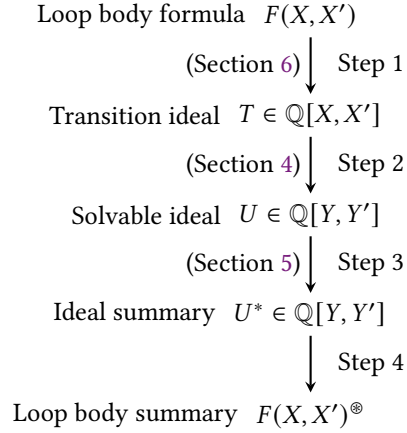 Loop body formula F(X, X′)
(Section 6) Step 1
Transition ideal T ∈ ℚ[X, X′]
(Section 4) Step 2
Solvable ideal U ∈ ℚ[Y, Y′]
(Section 5) Step 3
Ideal summary U* ∈ ℚ[Y, Y′]
Step 4
Loop body summary F(X, X′)^⊛